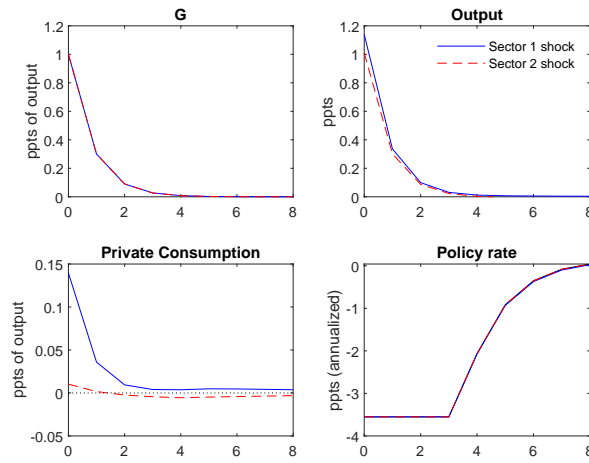 G
ppts of output
1.2
1
0.8
0.6
0.4
0.2
0
0 2 4 6 8
Output
ppts
1.2
1
0.8
0.6
0.4
0.2
0
0 2 4 6 8
Sector 1 shock
Sector 2 shock
Private Consumption
ppts of output
0.15
0.1
0.05
0
-0.05
0 2 4 6 8
Policy rate
ppts (annualized)
0
-1
-2
-3
-4
0 2 4 6 8